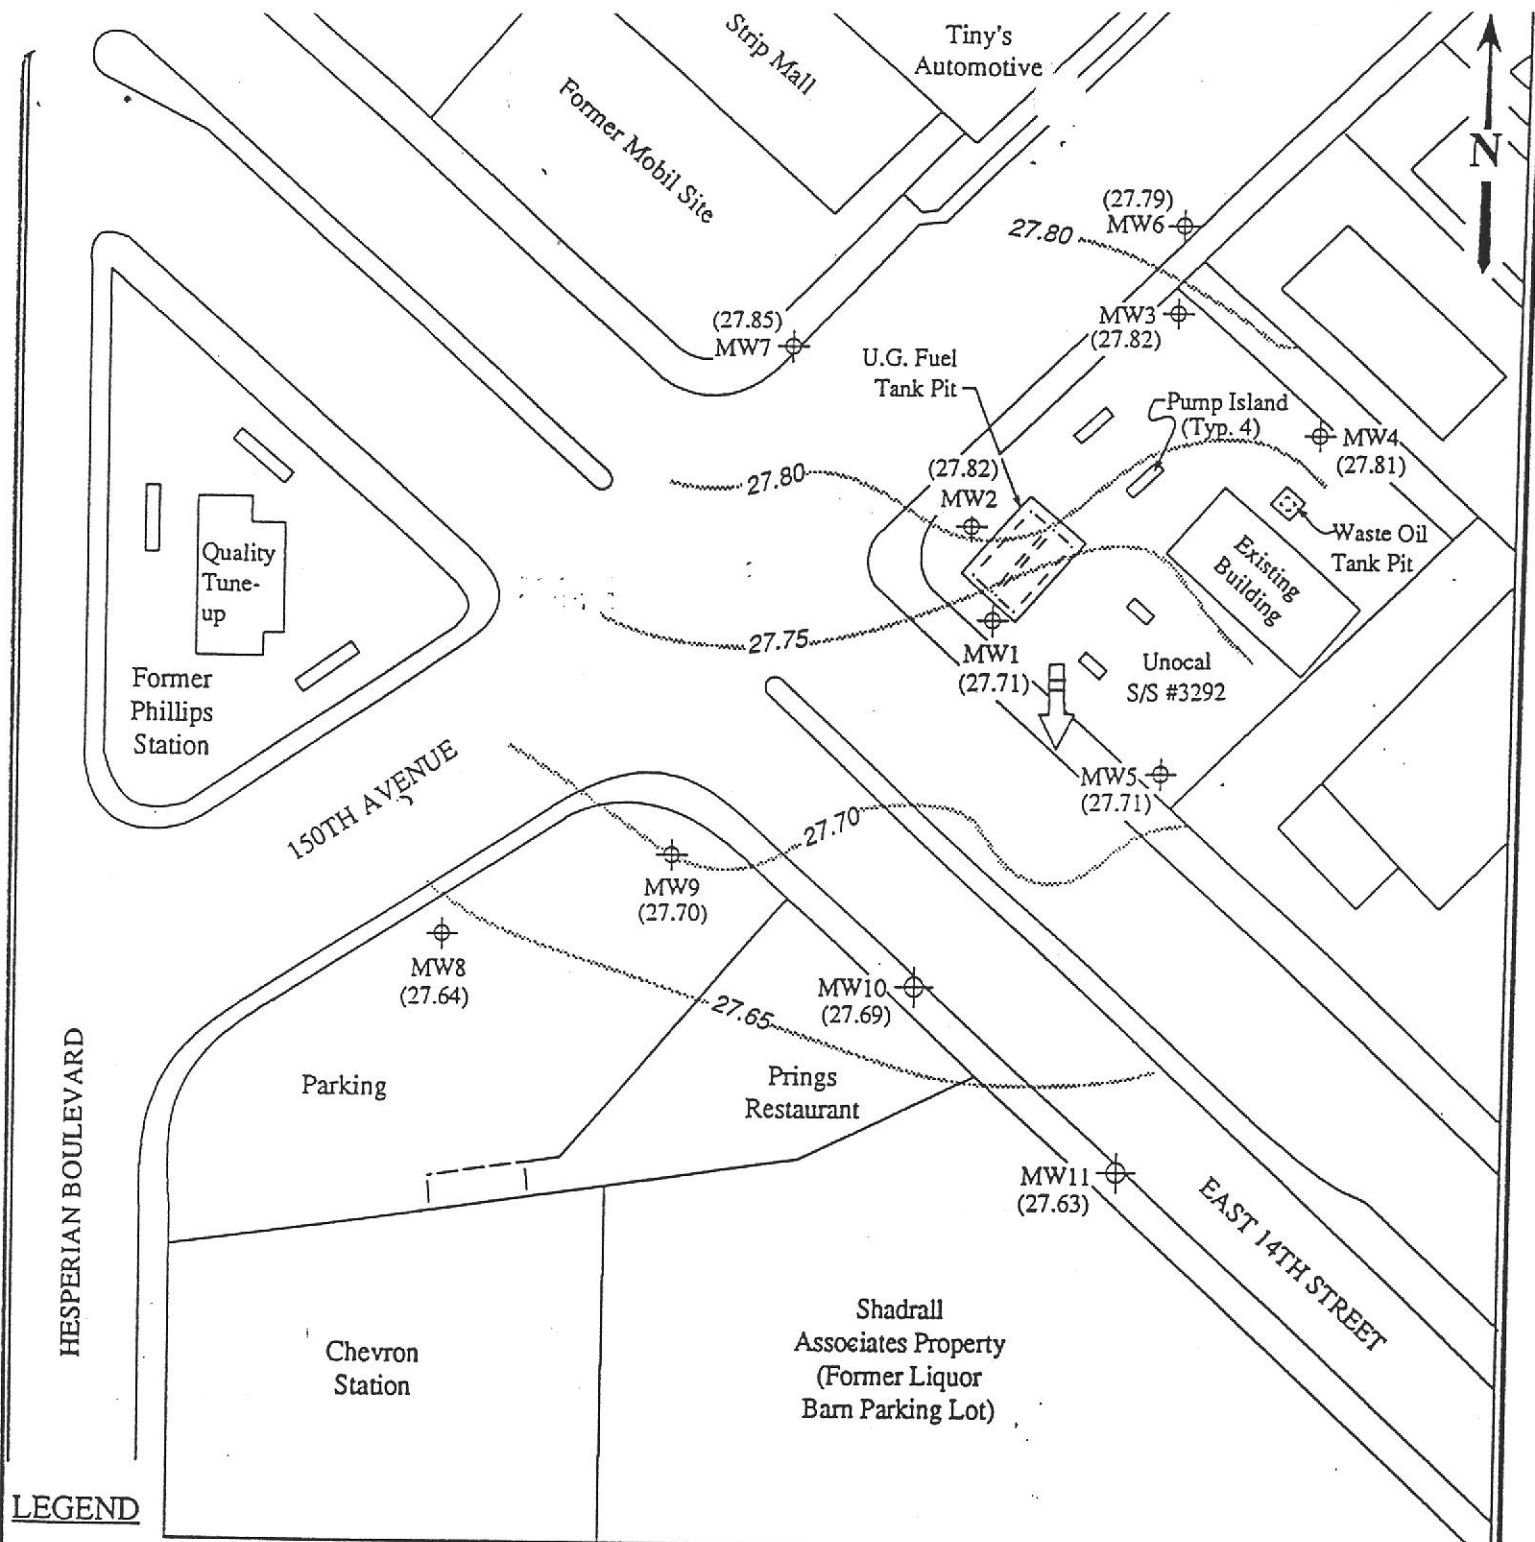 Strip Mall
Tiny's
Automotive
Former Mobil Site
N
(27.79)
MW6
27.80
MW3
(27.82)
(27.85)
MW7
U.G. Fuel
Tank Pit
Pump Island
(Typ. 4)
MW4
(27.81)
(27.82)
MW2
27.80
Waste Oil
Tank Pit
Existing
Building
Quality
Tune-
up
27.75
MW1
(27.71)
Unocal
S/S #3292
Former
Phillips
Station
150TH AVENUE
MW5
(27.71)
27.70
MW9
(27.70)
MW8
(27.64)
MW10
(27.69)
27.65
Parking
Prings
Restaurant
MW11
(27.63)
EAST 14TH STREET
HESPERIAN BOULEVARD
Chevron
Station
Shadrall
Associates Property
(Former Liquor
Barn Parking Lot)
LEGEND